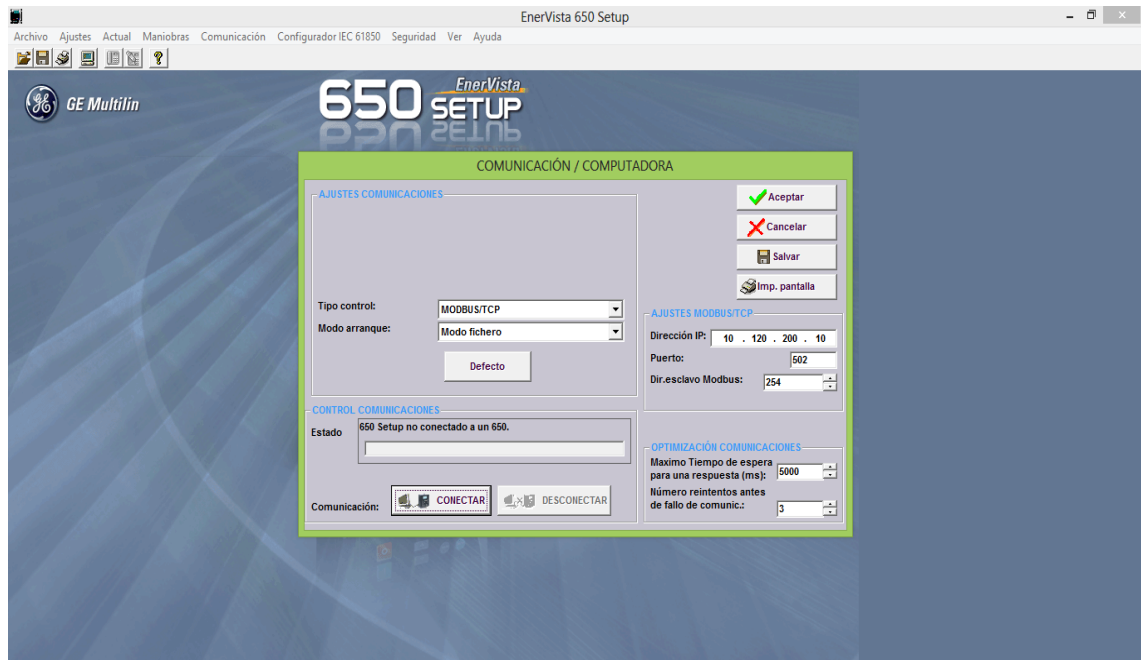 EnerVista 650 Setup
Archivo Ajustes Actual Maniobras Comunicación Configurador IEC 61850 Seguridad Ver Ayuda
GE Multilin
650 EnerVista SETUP
COMUNICACIÓN / COMPUTADORA
AJUSTES COMUNICACIONES
Tipo control: MODBUS/TCP
Modo arranque: Modo fichero
Defecto
Aceptar
Cancelar
Salvar
Imp. pantalla
AJUSTES MODBUS/TCP
Dirección IP: 10 . 120 . 200 . 10
Puerto: 502
Dir.esclavo Modbus: 254
CONTROL COMUNICACIONES
Estado 650 Setup no conectado a un 650.
Comunicación: CONECTAR DESCONECTAR
OPTIMIZACIÓN COMUNICACIONES
Maximo Tiempo de espera
para una respuesta (ms): 5000
Número reintentos antes
de fallo de comunic.: 3